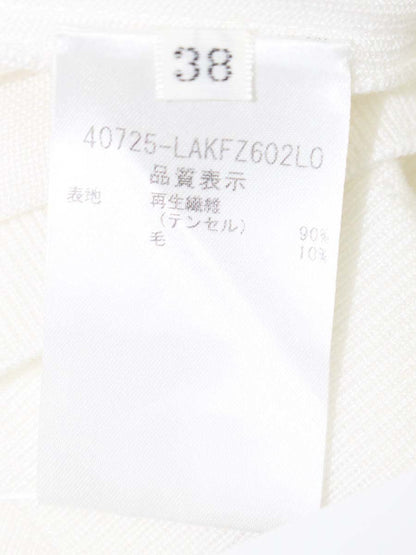 38
40725-LAKFZ602L0
品質表示
表地 再生繊維
(テンセル) 90%
毛 10%